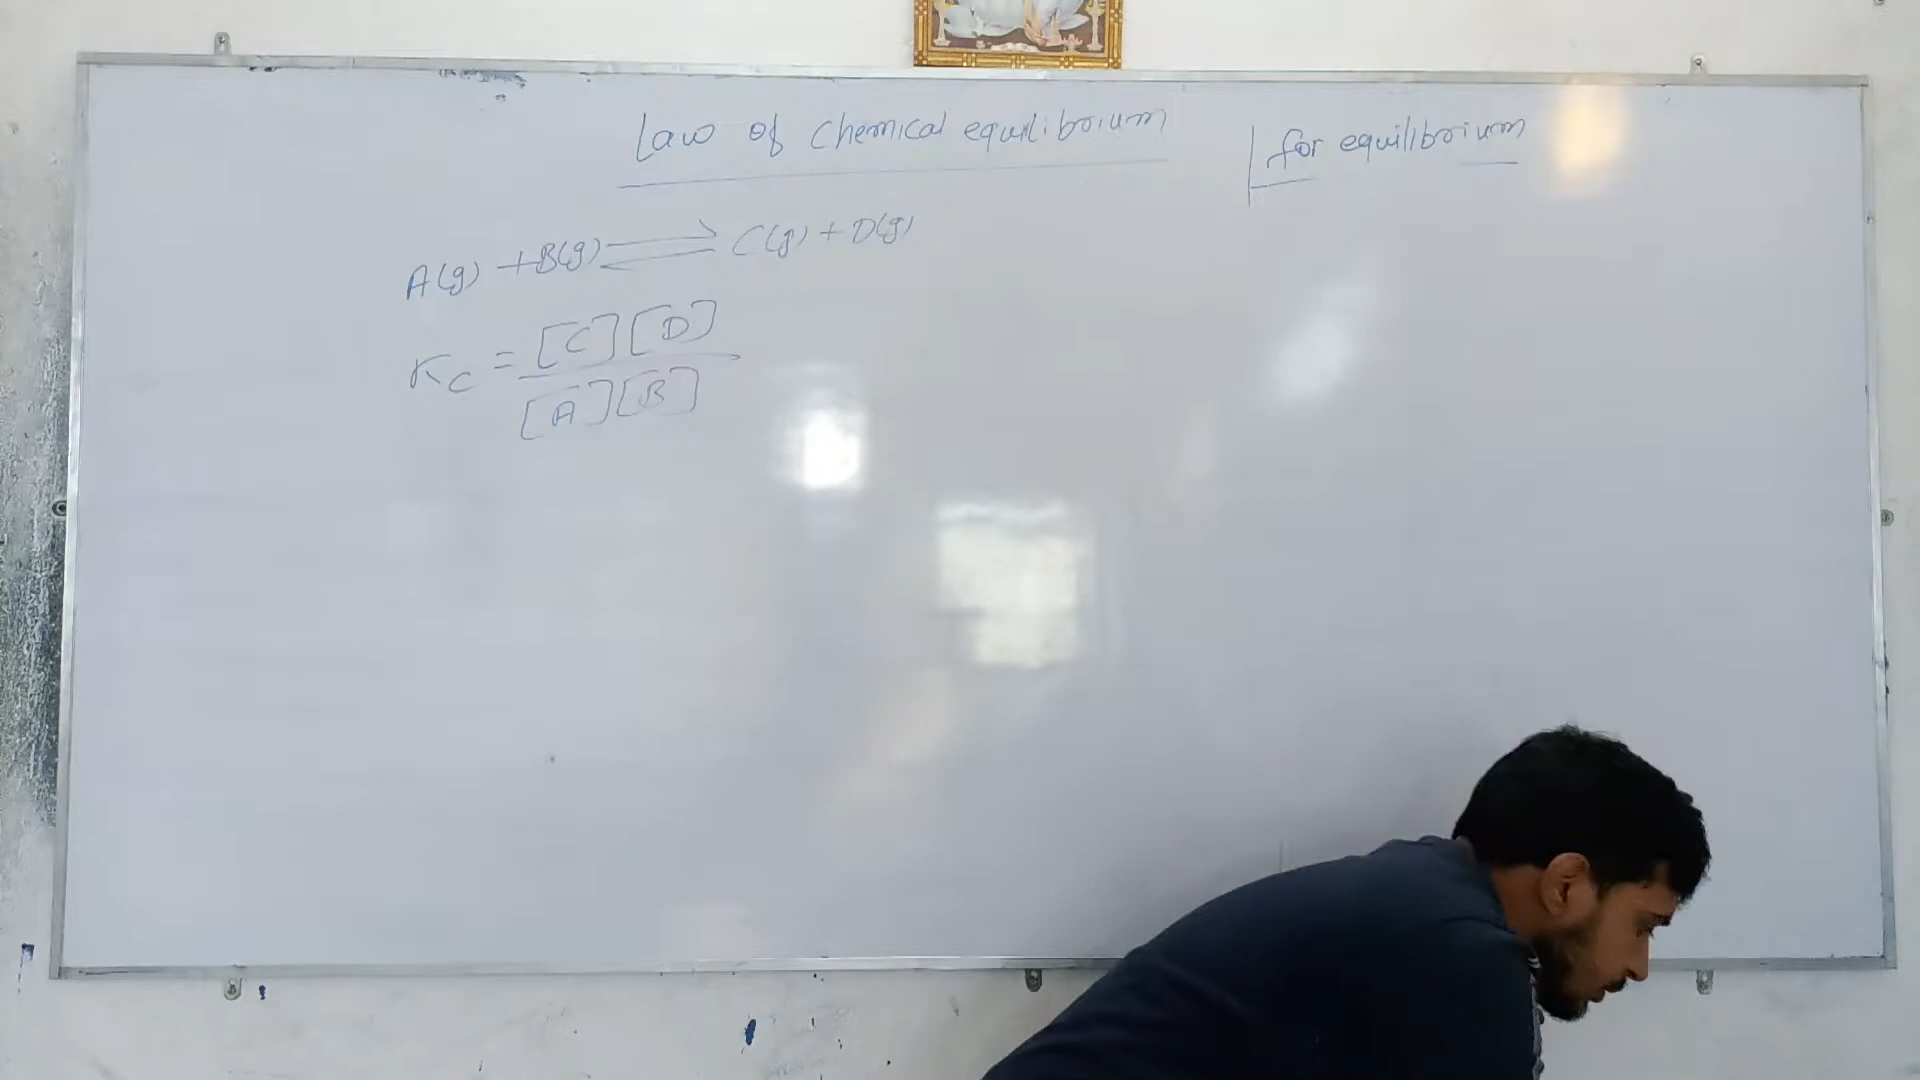 Law of chemical equilibrium
for equilibrium
A(g) + B(g) ⇌ C(g) + D(g)
Kc = [C][D] / [A][B]